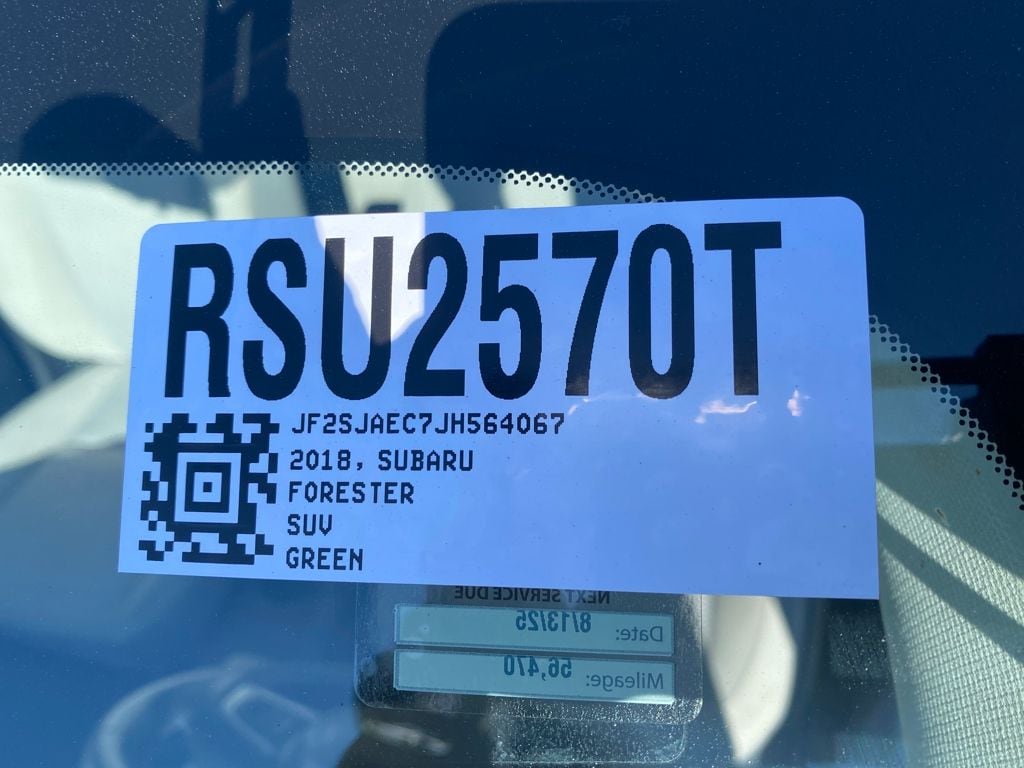 RSU2570T
JF2SJAEC7JH564067
2018, SUBARU
FORESTER
SUV
GREEN
NEXT SERVICE DUE
Date: 8/13/25
Mileage: 56,470